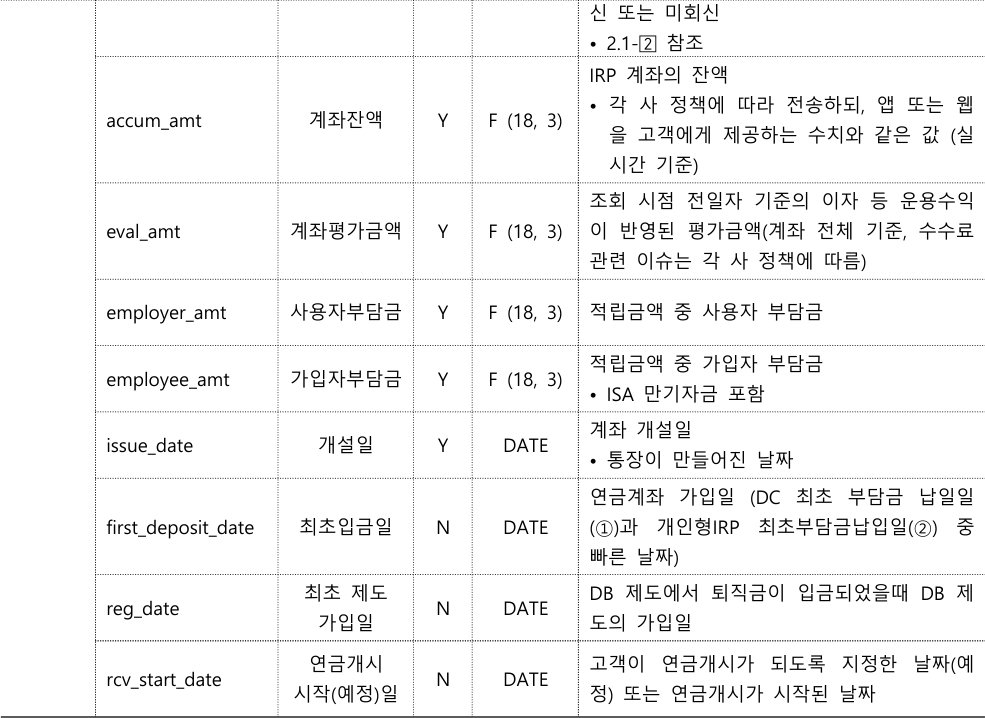 신 또는 미회신
• 2.1-② 참조
accum_amt 계좌잔액 Y F (18, 3) IRP 계좌의 잔액
• 각 사 정책에 따라 전송하되, 앱 또는 웹
을 고객에게 제공하는 수치와 같은 값 (실
시간 기준)
eval_amt 계좌평가금액 Y F (18, 3) 조회 시점 전일자 기준의 이자 등 운용수익
이 반영된 평가금액(계좌 전체 기준, 수수료
관련 이슈는 각 사 정책에 따름)
employer_amt 사용자부담금 Y F (18, 3) 적립금액 중 사용자 부담금
employee_amt 가입자부담금 Y F (18, 3) 적립금액 중 가입자 부담금
• ISA 만기자금 포함
issue_date 개설일 Y DATE 계좌 개설일
• 통장이 만들어진 날짜
first_deposit_date 최초입금일 N DATE 연금계좌 가입일 (DC 최초 부담금 납일일
(①)과 개인형IRP 최초부담금납입일(②) 중
빠른 날짜)
reg_date 최초 제도
가입일 N DATE DB 제도에서 퇴직금이 입금되었을때 DB 제
도의 가입일
rcv_start_date 연금개시
시작(예정)일 N DATE 고객이 연금개시가 되도록 지정한 날짜(예
정) 또는 연금개시가 시작된 날짜